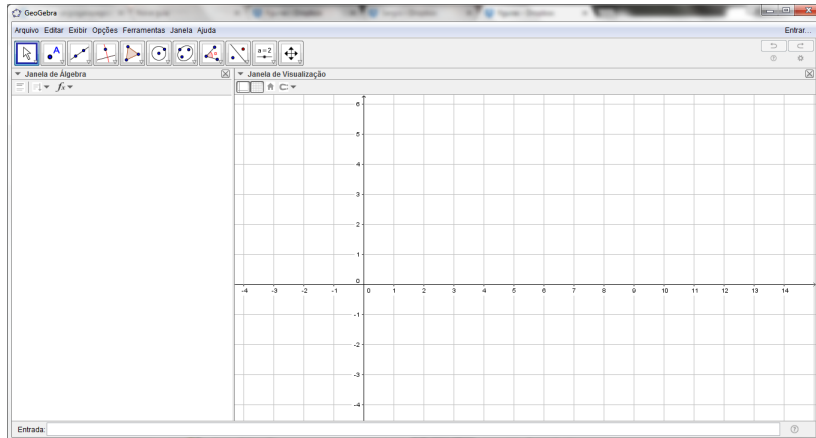 GeoGebra
Arquivo Editar Exibir Opções Ferramentas Janela Ajuda Entrar...
A a=2
Janela de Álgebra Janela de Visualização
fx
6
5
4
3
2
1
0
-4 -3 -2 -1 0 1 2 3 4 5 6 7 8 9 10 11 12 13 14
-1
-2
-3
-4
Entrada: